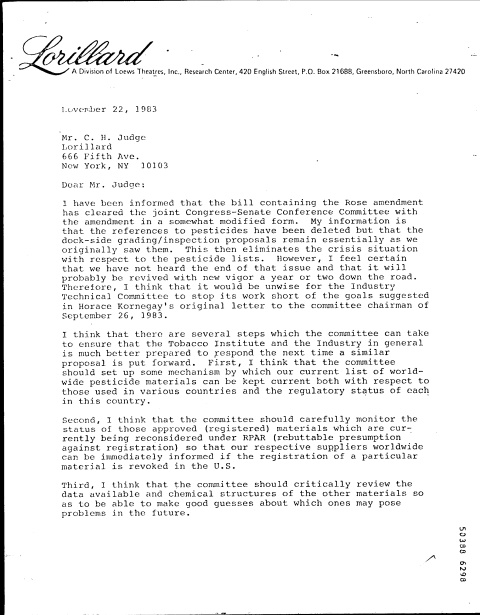 Lorillard
A Division of Loews Theatres, Inc., Research Center, 420 English Street, P.O. Box 21688, Greensboro, North Carolina 27420
November 22, 1983
Mr. C. H. Judge
Lorillard
666 Fifth Ave.
New York, NY 10103
Dear Mr. Judge:
I have been informed that the bill containing the Rose amendment
has cleared the joint Congress-Senate Conference Committee with
the amendment in a somewhat modified form. My information is
that the references to pesticides have been deleted but that the
dock-side grading/inspection proposals remain essentially as we
originally saw them. This then eliminates the crisis situation
with respect to the pesticide lists. However, I feel certain
that we have not heard the end of that issue and that it will
probably be revived with new vigor a year or two down the road.
Therefore, I think that it would be unwise for the Industry
Technical Committee to stop its work short of the goals suggested
in Horace Kornegay's original letter to the committee chairman of
September 26, 1983.
I think that there are several steps which the committee can take
to ensure that the Tobacco Institute and the Industry in general
is much better prepared to respond the next time a similar
proposal is put forward. First, I think that the committee
should set up some mechanism by which our current list of world-
wide pesticide materials can be kept current both with respect to
those used in various countries and the regulatory status of each
in this country.
Second, I think that the committee should carefully monitor the
status of those approved (registered) materials which are cur-
rently being reconsidered under RPAR (rebuttable presumption
against registration) so that our respective suppliers worldwide
can be immediately informed if the registration of a particular
material is revoked in the U.S.
Third, I think that the committee should critically review the
data available and chemical structures of the other materials so
as to be able to make good guesses about which ones may pose
problems in the future.
50388 6298